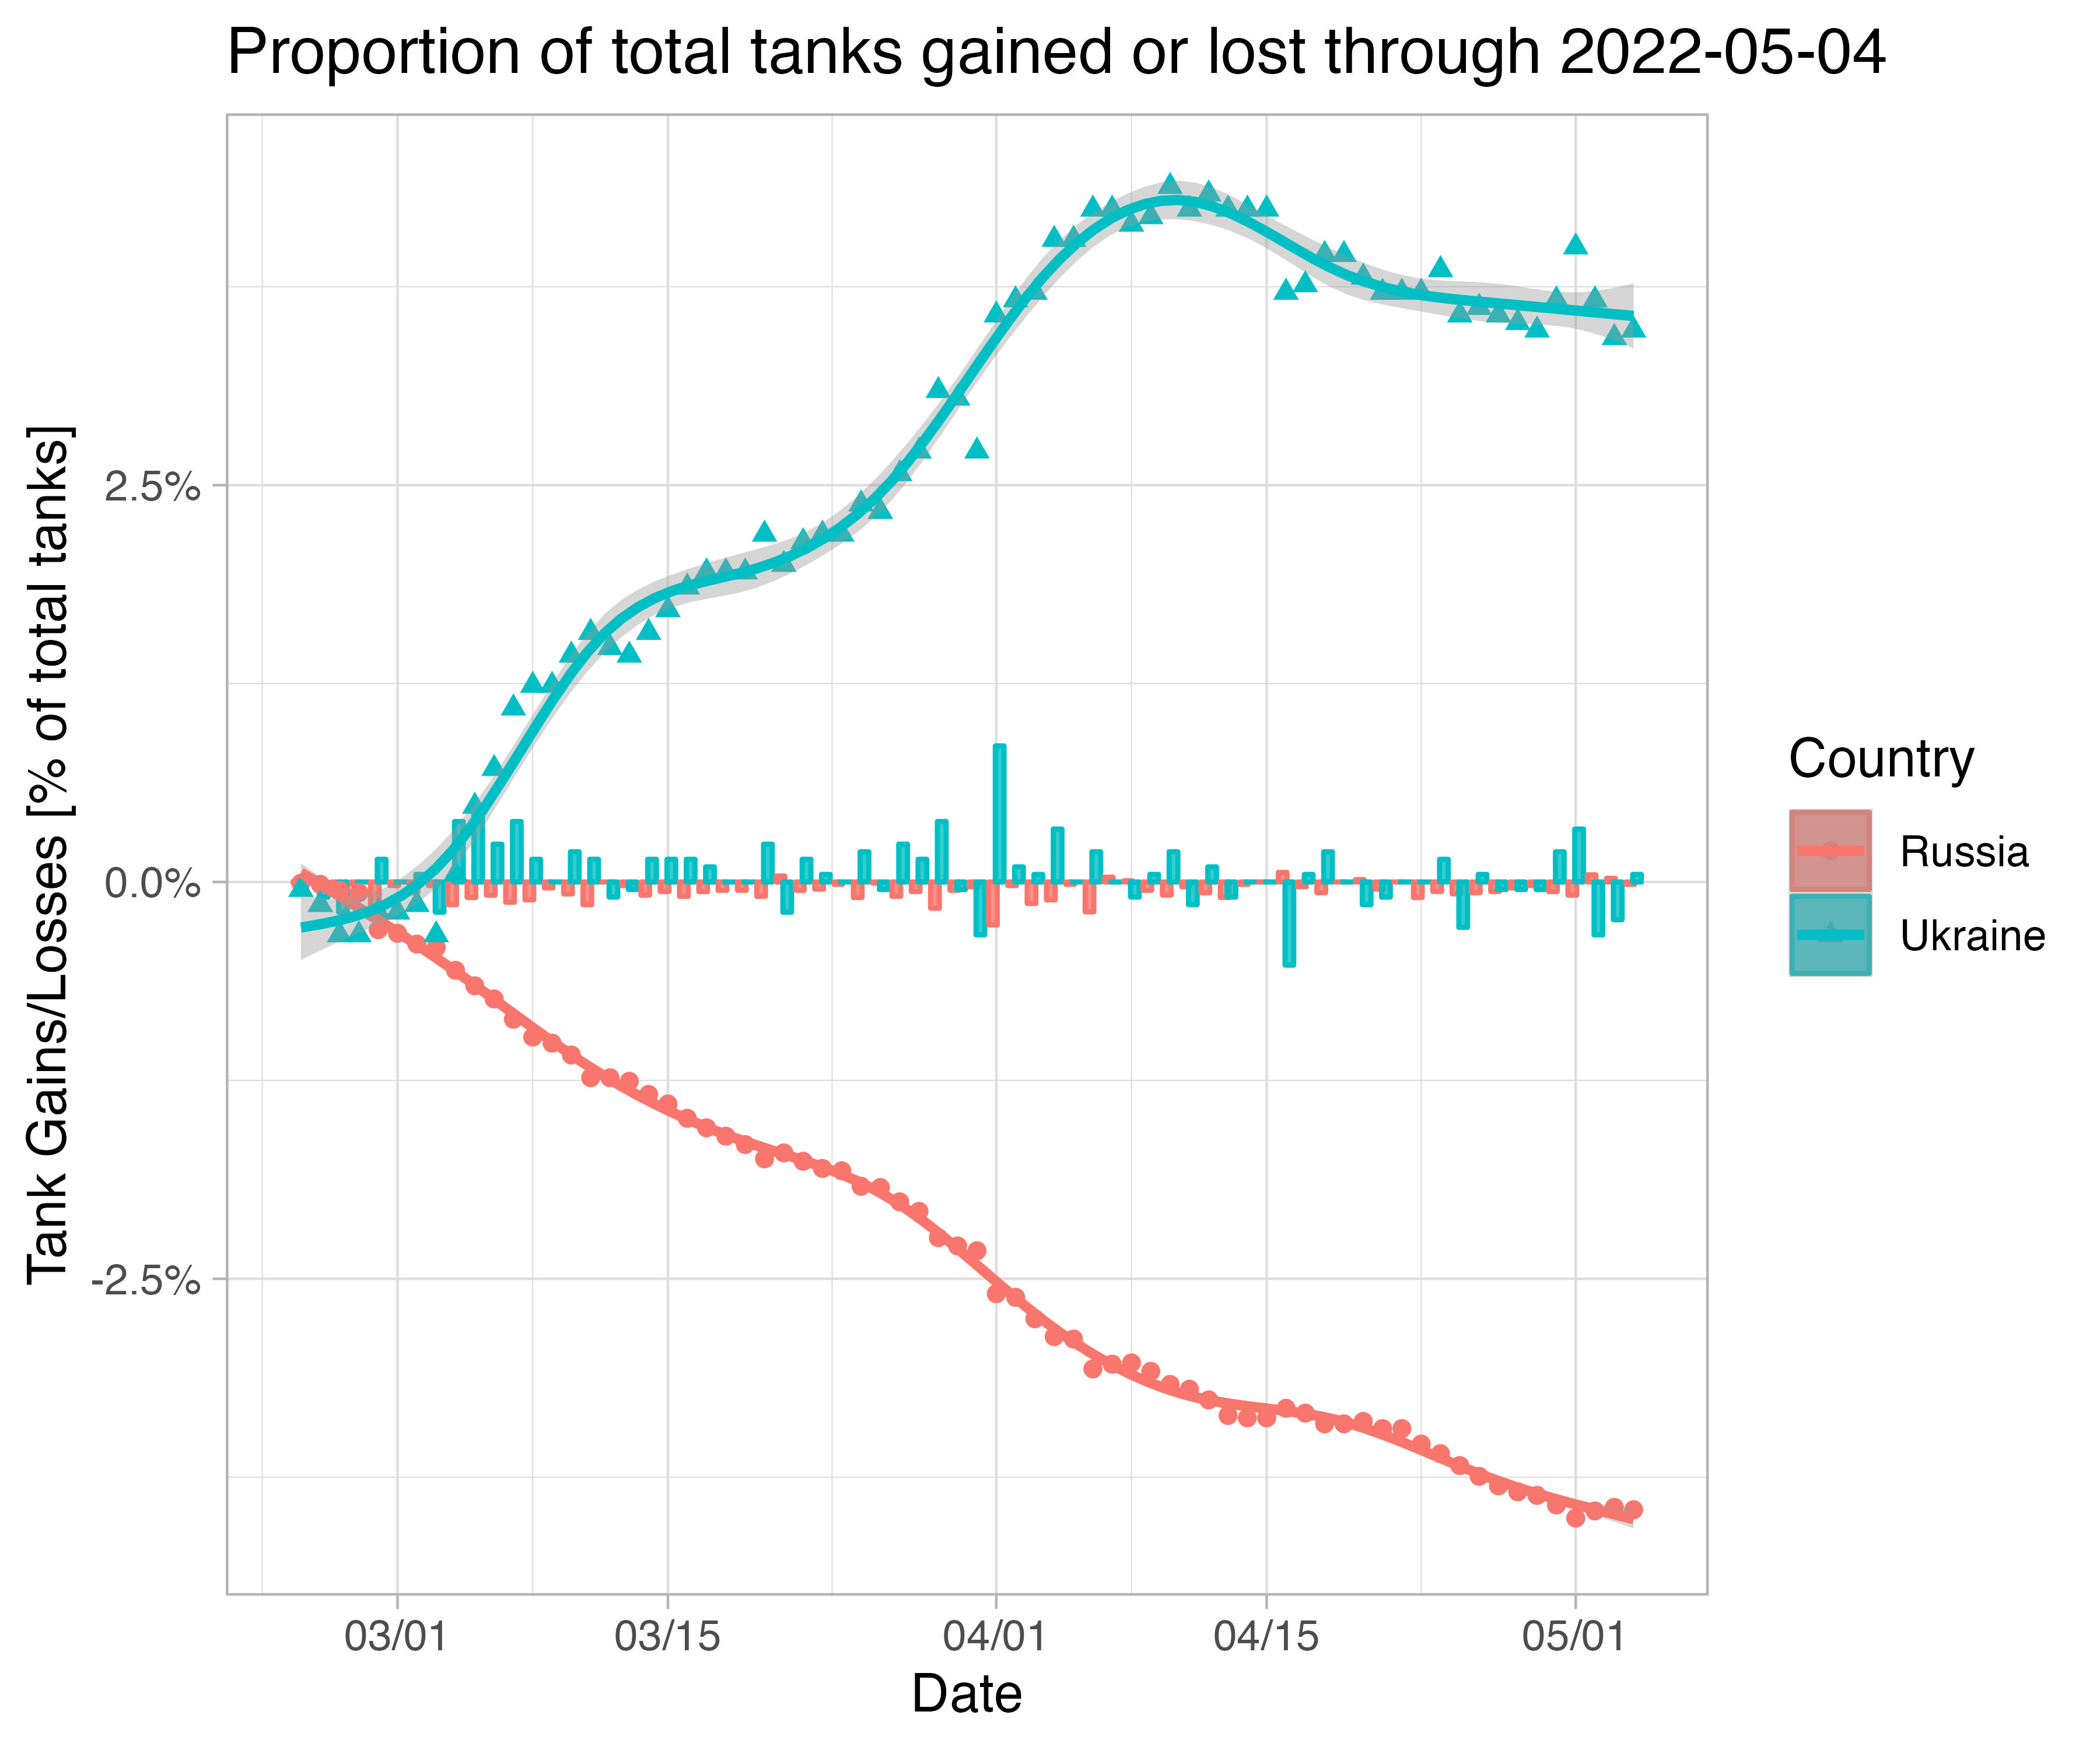 Proportion of total tanks gained or lost through 2022-05-04
Tank Gains/Losses [% of total tanks]
2.5%
0.0%
-2.5%
03/01
03/15
04/01
04/15
05/01
Date
Country
Russia
Ukraine